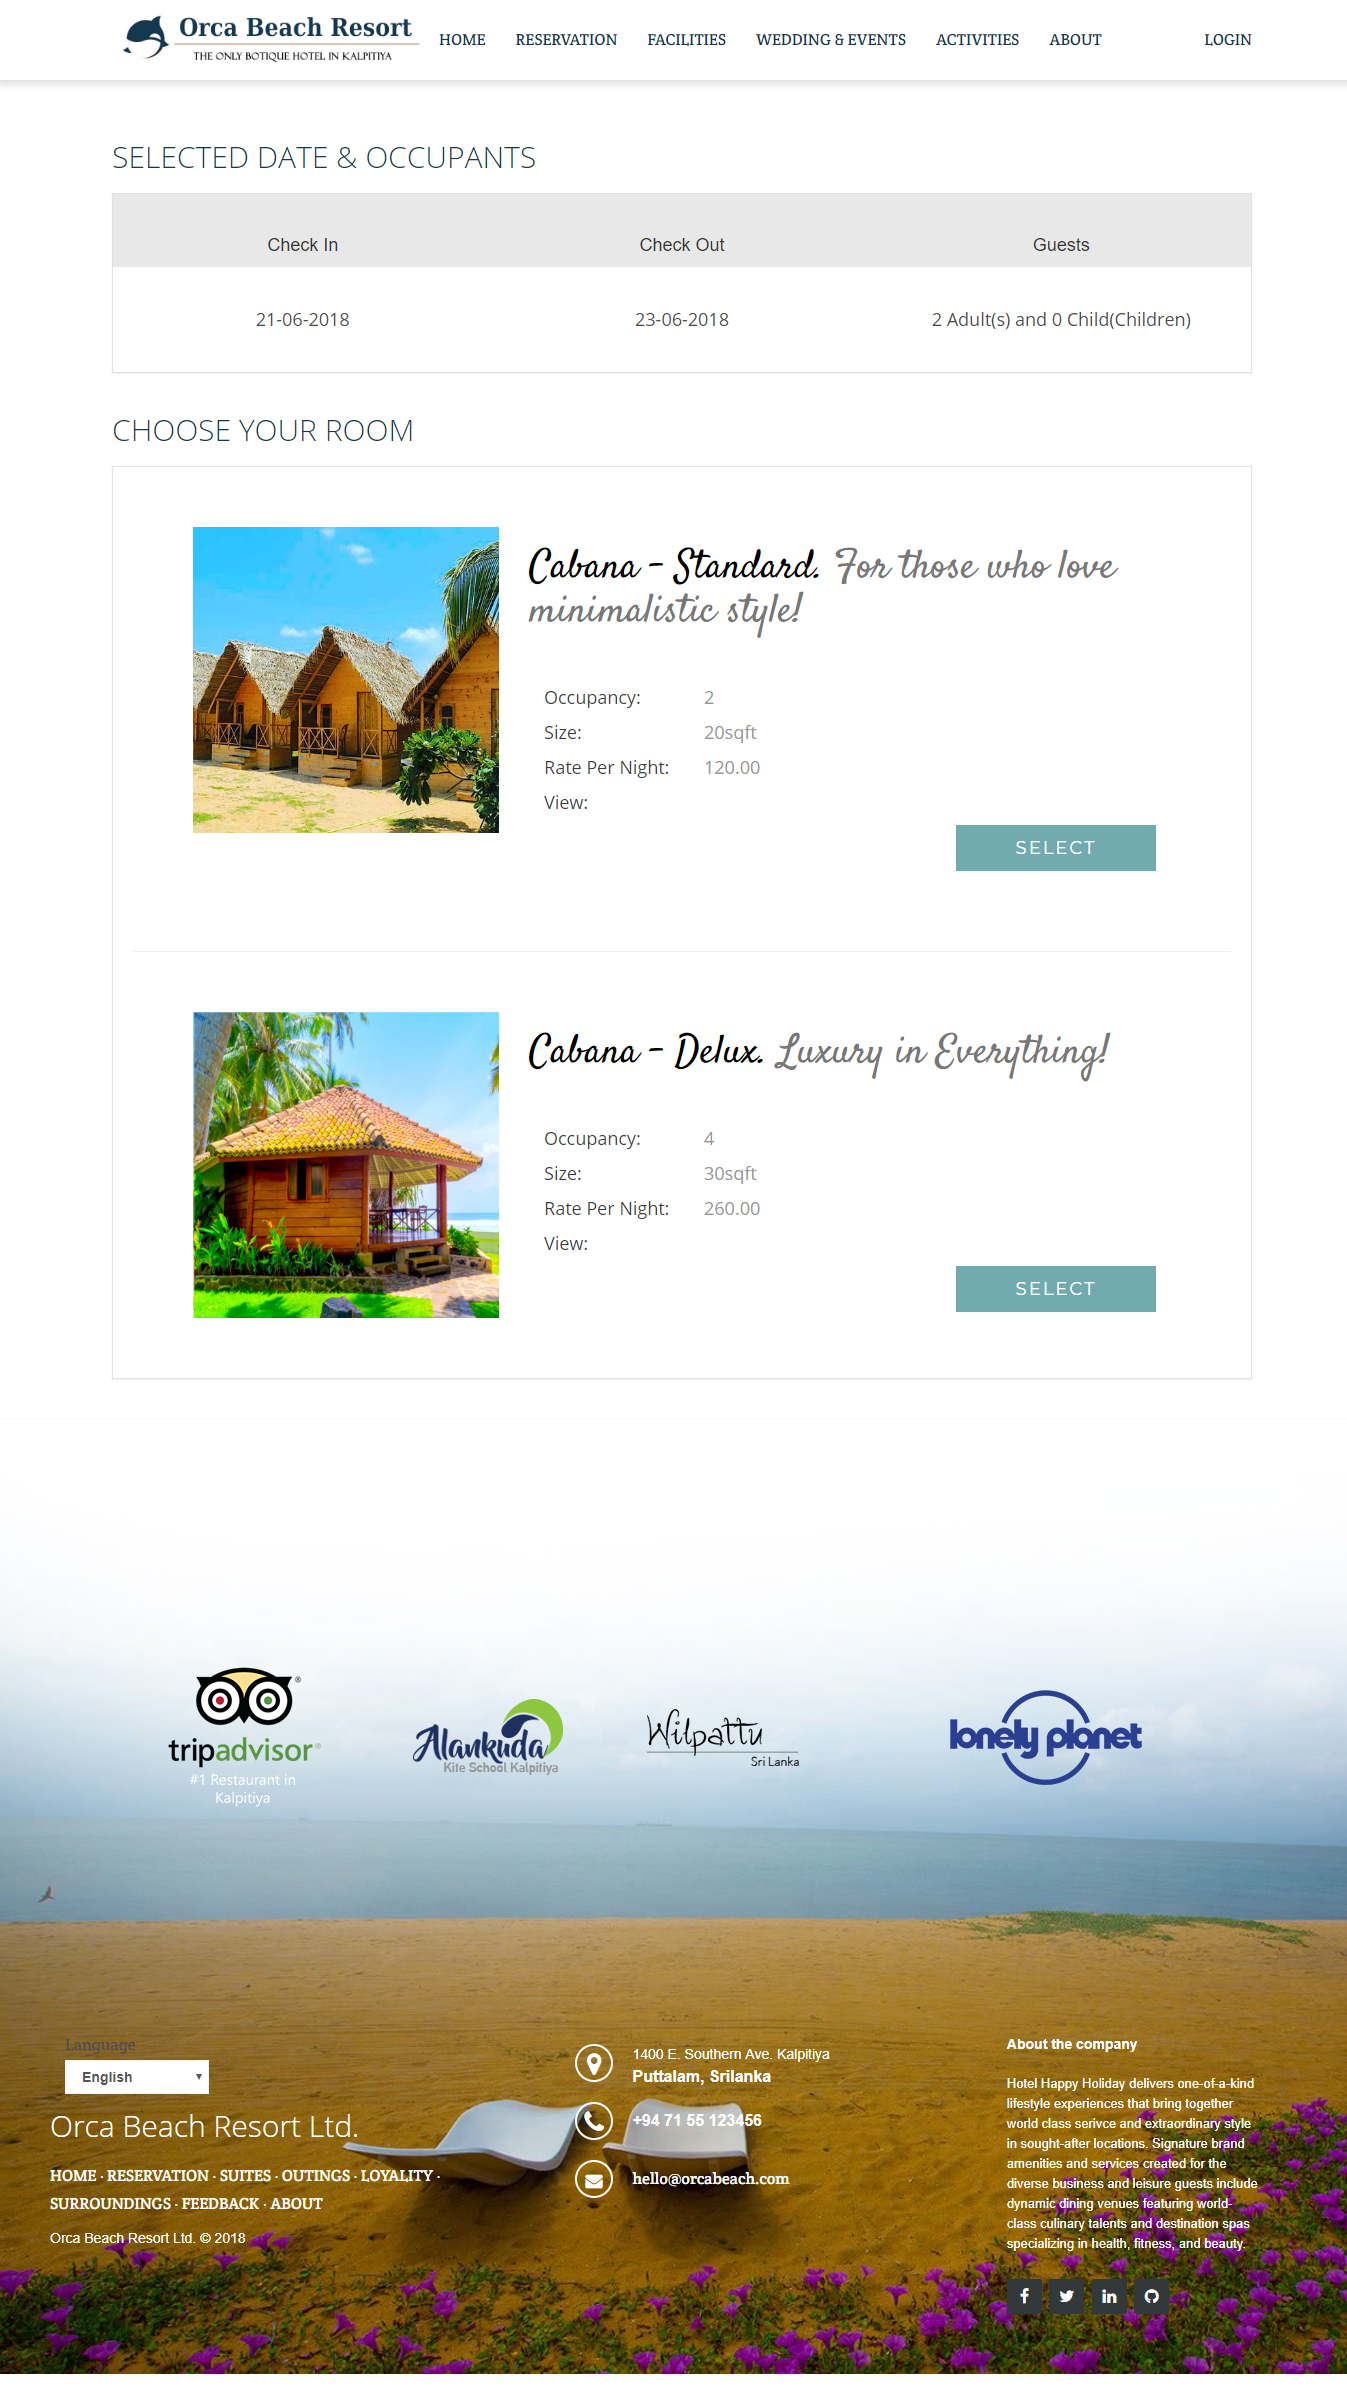 Orca Beach Resort
THE ONLY BOTIQUE HOTEL IN KALPITIYA
HOME RESERVATION FACILITIES WEDDING & EVENTS ACTIVITIES ABOUT LOGIN
SELECTED DATE & OCCUPANTS
Check In Check Out Guests
21-06-2018 23-06-2018 2 Adult(s) and 0 Child(Children)
CHOOSE YOUR ROOM
Cabana - Standard. For those who love
minimalistic style!
Occupancy: 2
Size: 20sqft
Rate Per Night: 120.00
View:
SELECT
Cabana - Delux. Luxury in Everything!
Occupancy: 4
Size: 30sqft
Rate Per Night: 260.00
View:
SELECT
tripadvisor®
#1 Restaurant in
Kalpitiya
Alankuda
Kite School Kalpitiya
Wilpattu
Sri Lanka
lonely planet
Language
English
Orca Beach Resort Ltd.
HOME · RESERVATION · SUITES · OUTINGS · LOYALITY ·
SURROUNDINGS · FEEDBACK · ABOUT
Orca Beach Resort Ltd. © 2018
1400 E. Southern Ave. Kalpitiya
Puttalam, Srilanka
+94 71 55 123456
hello@orcabeach.com
About the company
Hotel Happy Holiday delivers one-of-a-kind
lifestyle experiences that bring together
world class serivce and extraordinary style
in sought-after locations. Signature brand
amenities and services created for the
diverse business and leisure guests include
dynamic dining venues featuring world-
class culinary talents and destination spas
specializing in health, fitness, and beauty.